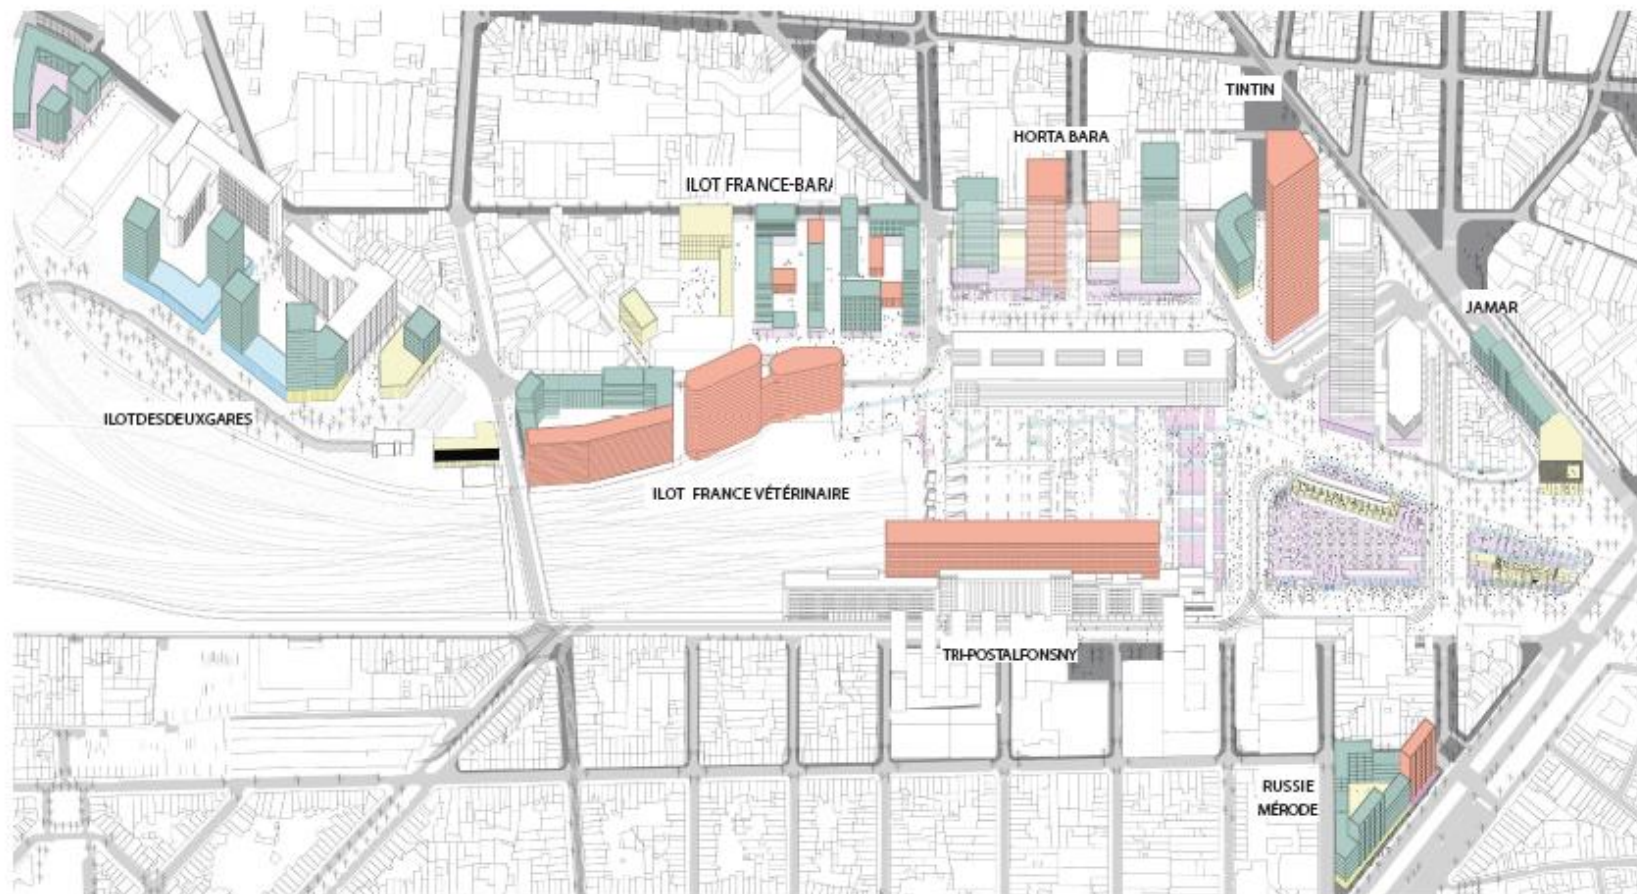 TINTIN
HORTA BARA
ILOT FRANCE-BARA
JAMAR
ILOTDESDEUXGARES
ILOT FRANCE VÉTÉRINAIRE
TRI-POSTALFONSNY
RUSSIE
MÉRODE